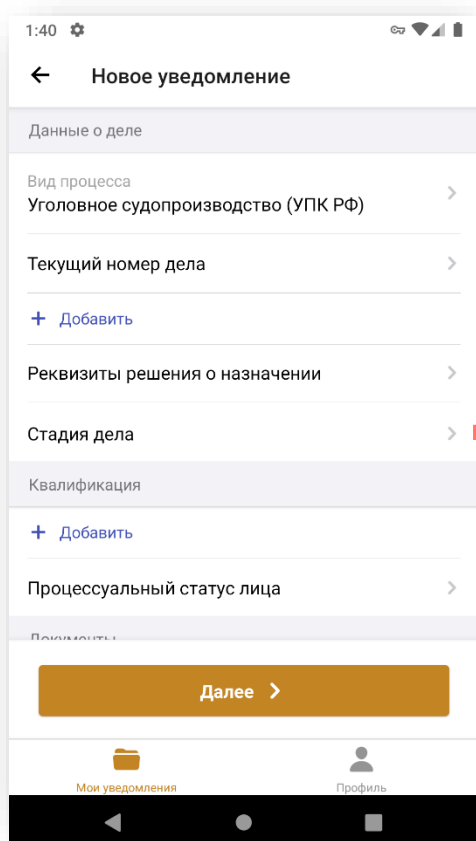 1:40
Новое уведомление
Данные о деле
Вид процесса
Уголовное судопроизводство (УПК РФ)
Текущий номер дела
+ Добавить
Реквизиты решения о назначении
Стадия дела
Квалификация
+ Добавить
Процессуальный статус лица
Документы
Далее
Мои уведомления
Профиль